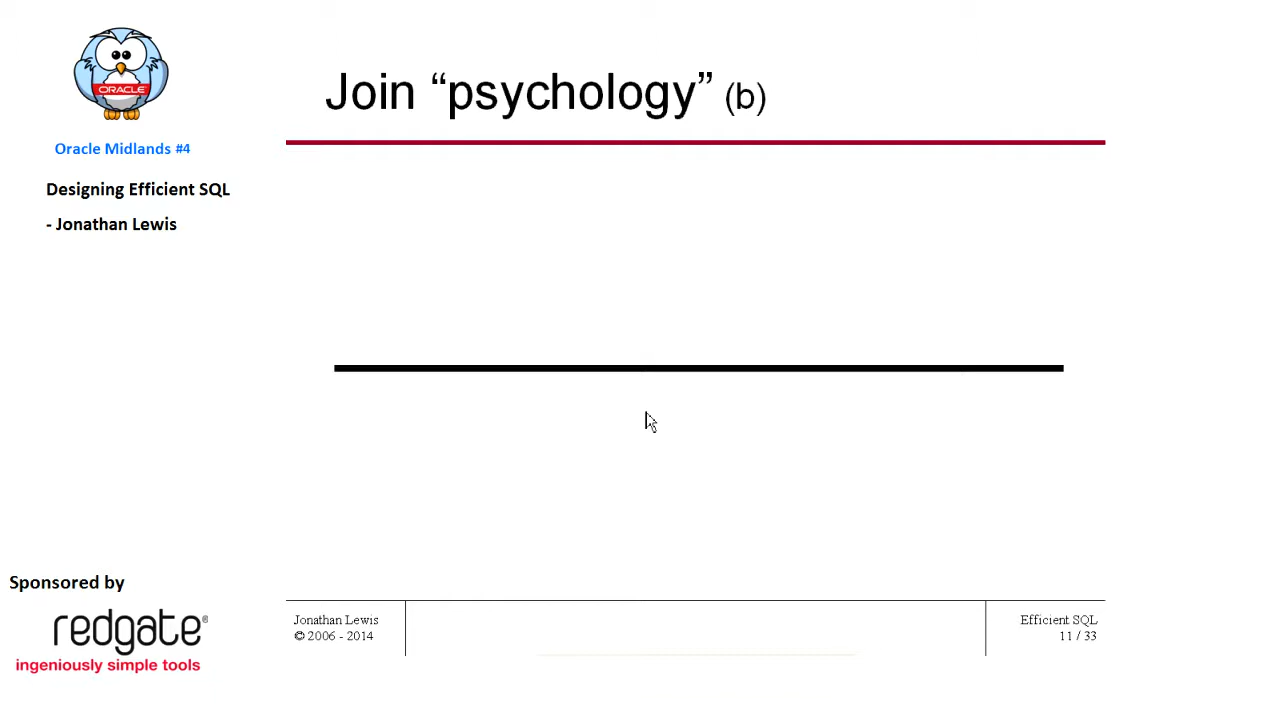 ORACLE
Oracle Midlands #4
Designing Efficient SQL
- Jonathan Lewis
Join “psychology” (b)
Sponsored by
redgate®
ingeniously simple tools
Jonathan Lewis
© 2006 - 2014
Efficient SQL
11 / 33